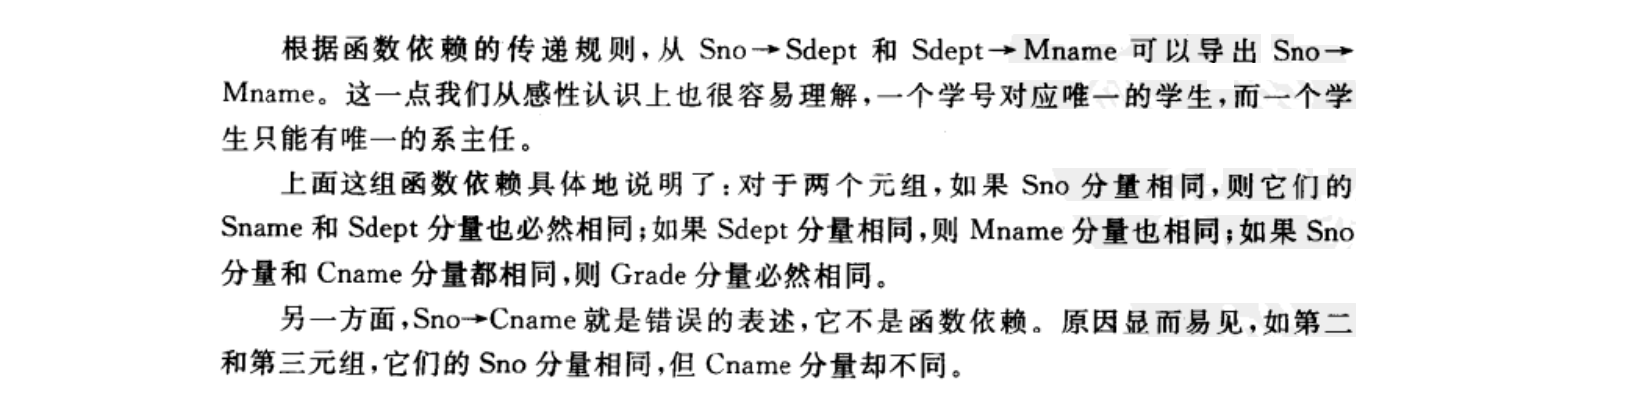 根据函数依赖的传递规则,从 Sno→Sdept 和 Sdept→Mname 可以导出 Sno→
Mname。这一点我们从感性认识上也很容易理解,一个学号对应唯一的学生,而一个学
生只能有唯一的系主任。
上面这组函数依赖具体地说明了:对于两个元组,如果 Sno 分量相同,则它们的
Sname 和 Sdept 分量也必然相同;如果 Sdept 分量相同,则 Mname 分量也相同;如果 Sno
分量和 Cname 分量都相同,则 Grade 分量必然相同。
另一方面,Sno→Cname 就是错误的表述,它不是函数依赖。原因显而易见,如第二
和第三元组,它们的 Sno 分量相同,但 Cname 分量却不同。